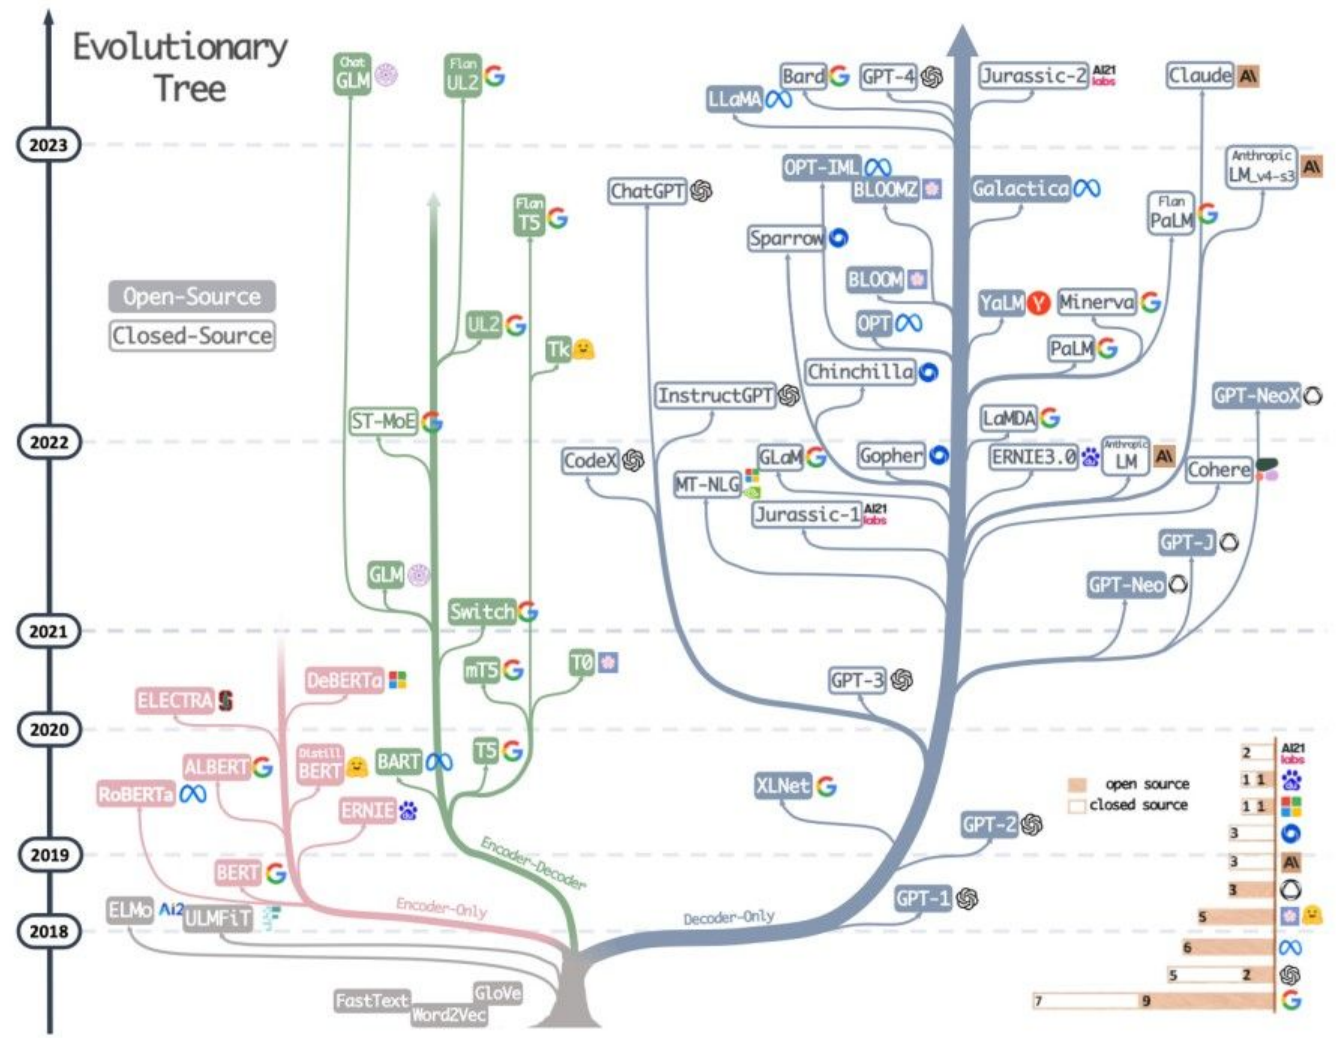 Evolutionary
Tree
Chat
GLM
Flan
UL2
Bard
GPT-4
Jurassic-2
AI21
labs
Claude
A\
LLaMA
2023
OPT-IML
BLOOMZ
Galactica
Anthropic
LM_v4-s3
A\
ChatGPT
Flan
T5
Flan
PaLM
Sparrow
Open-Source
Closed-Source
BLOOM
YaLM
Y
Minerva
UL2
OPT
Tk
PaLM
Chinchilla
InstructGPT
GPT-NeoX
ST-MoE
LaMDA
2022
CodeX
GLaM
Gopher
ERNIE3.0
Anthropic
LM
A\
Cohere
MT-NLG
Jurassic-1
AI21
labs
GPT-J
GLM
GPT-Neo
Switch
2021
mT5
T0
DeBERTa
GPT-3
ELECTRA
S
2020
Distill
BERT
BART
T5
ALBERT
RoBERTa
XLNet
ERNIE
GPT-2
2019
Encoder-Decoder
BERT
ELMo
Ai2
ULMFiT
Encoder-Only
Decoder-Only
GPT-1
2018
FastText
Word2Vec
GloVe
open source
closed source
2 AI21
labs
1 1
1 1
3
3 A\
3
5
6
5 2
7 9